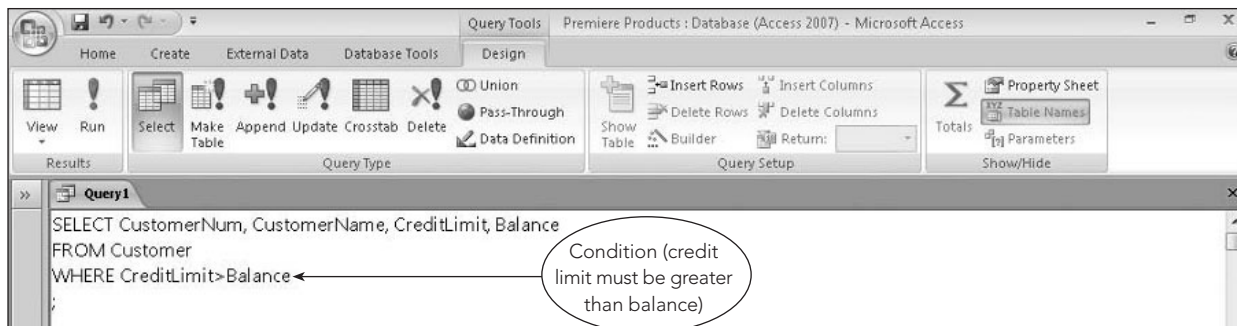 Query Tools
Premiere Products : Database (Access 2007) - Microsoft Access
Home Create External Data Database Tools Design
View
Run
Results
Select
Make Table
Append
Update
Crosstab
Delete
Union
Pass-Through
Data Definition
Query Type
Show Table
Insert Rows
Delete Rows
Builder
Insert Columns
Delete Columns
Return:
Query Setup
Σ
Totals
Property Sheet
XYZ
Table Names
[?] Parameters
Show/Hide
»
Query1
SELECT CustomerNum, CustomerName, CreditLimit, Balance
FROM Customer
WHERE CreditLimit>Balance
;
Condition (credit
limit must be greater
than balance)